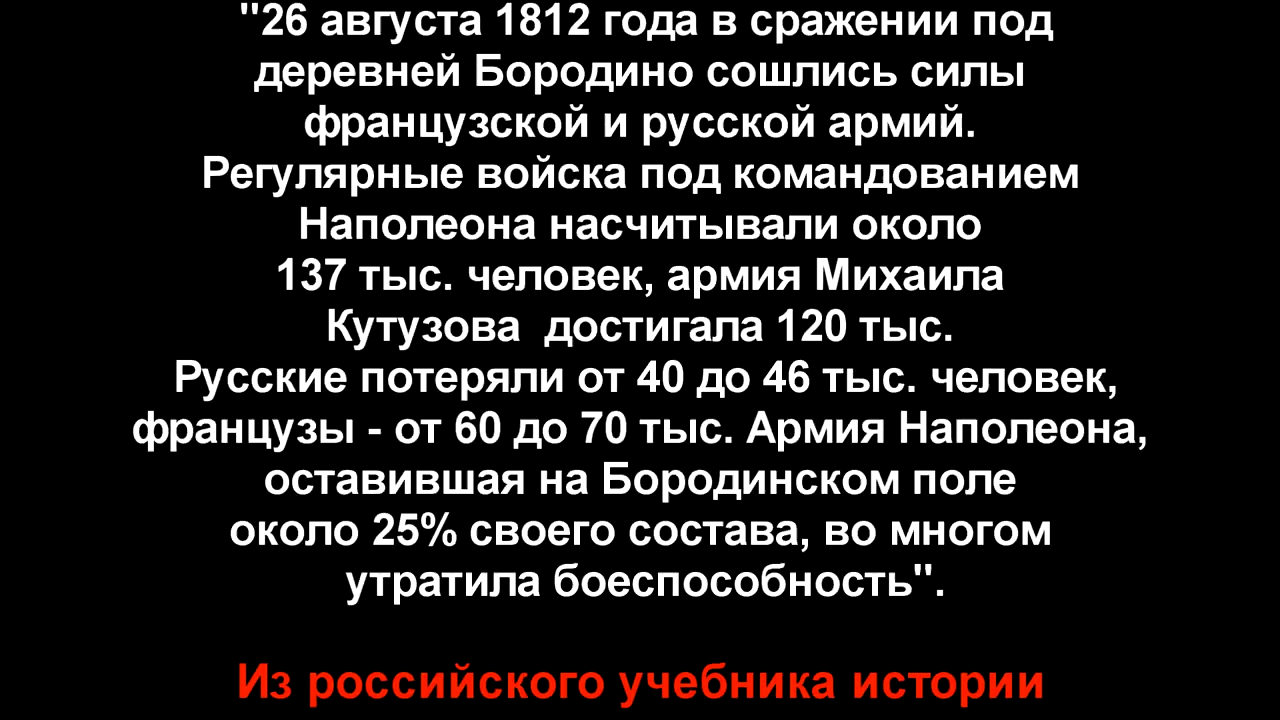 "26 августа 1812 года в сражении под
деревней Бородино сошлись силы
французской и русской армий.
Регулярные войска под командованием
Наполеона насчитывали около
137 тыс. человек, армия Михаила
Кутузова  достигала 120 тыс.
Русские потеряли от 40 до 46 тыс. человек,
французы - от 60 до 70 тыс. Армия Наполеона,
оставившая на Бородинском поле
около 25% своего состава, во многом
утратила боеспособность".
Из российского учебника истории